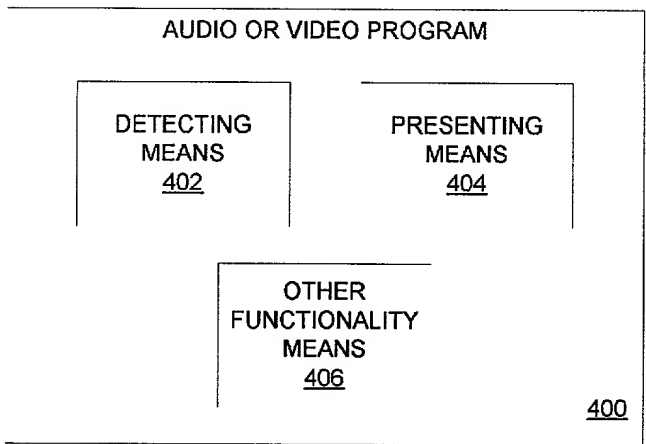 AUDIO OR VIDEO PROGRAM
DETECTING
MEANS
402
PRESENTING
MEANS
404
OTHER
FUNCTIONALITY
MEANS
406
400